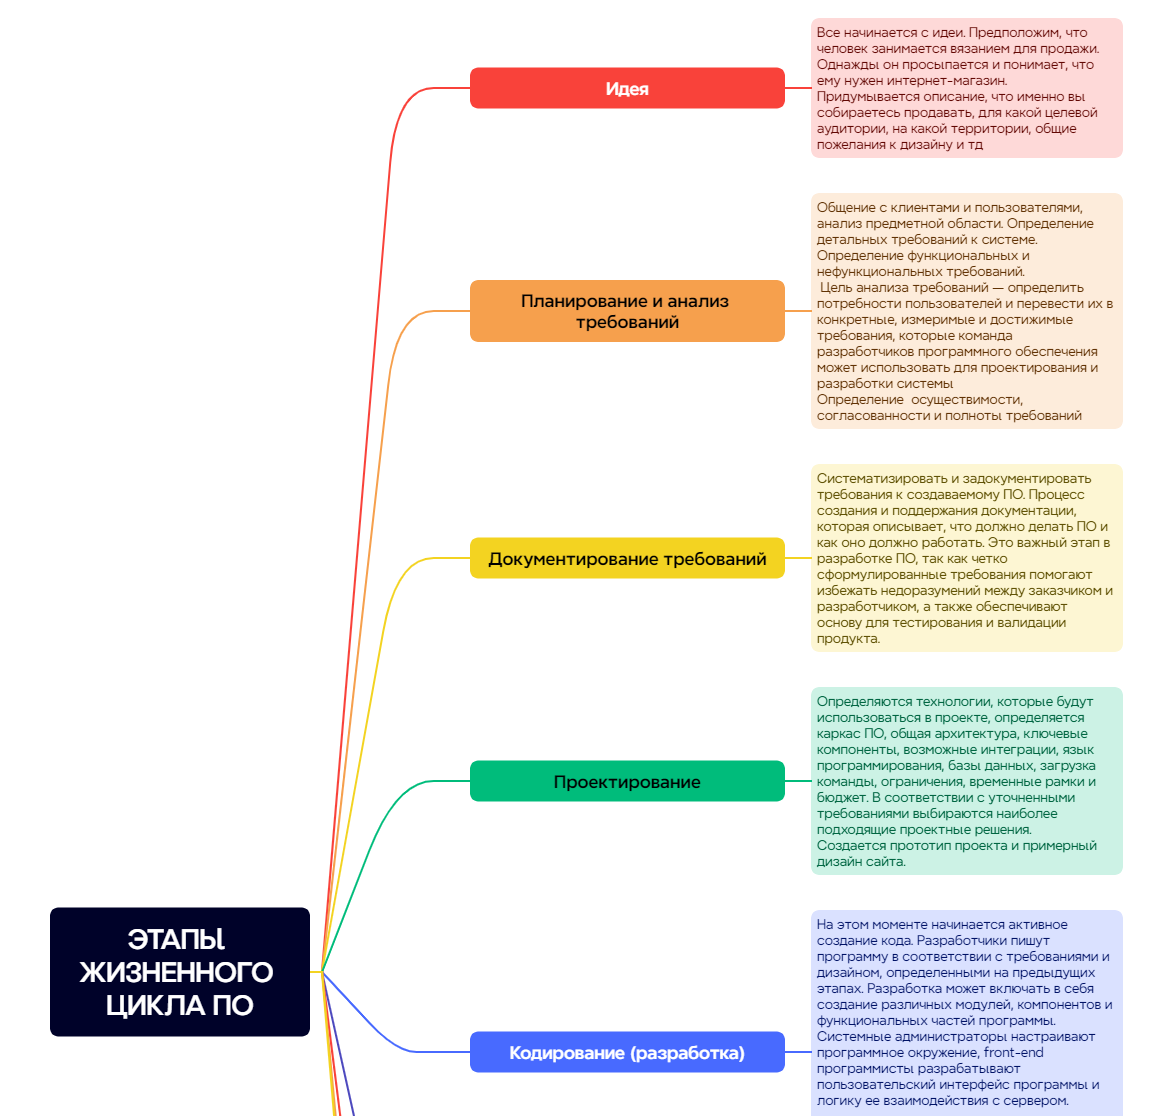 Идея
Все начинается с идеи. Предположим, что
человек занимается вязанием для продажи.
Однажды он просыпается и понимает, что
ему нужен интернет-магазин.
Придумывается описание, что именно вы
собираетесь продавать, для какой целевой
аудитории, на какой территории, общие
пожелания к дизайну и тд
Планирование и анализ
требований
Общение с клиентами и пользователями,
анализ предметной области. Определение
детальных требований к системе.
Определение функциональных и
нефункциональных требований.
Цель анализа требований — определить
потребности пользователей и перевести их в
конкретные, измеримые и достижимые
требования, которые команда
разработчиков программного обеспечения
может использовать для проектирования и
разработки системы
Определение осуществимости,
согласованности и полноты требований
Документирование требований
Систематизировать и задокументировать
требования к создаваемому ПО. Процесс
создания и поддержания документации,
которая описывает, что должно делать ПО и
как оно должно работать. Это важный этап в
разработке ПО, так как четко
сформулированные требования помогают
избежать недоразумений между заказчиком и
разработчиком, а также обеспечивают
основу для тестирования и валидации
продукта.
Проектирование
Определяются технологии, которые будут
использоваться в проекте, определяется
каркас ПО, общая архитектура, ключевые
компоненты, возможные интеграции, язык
программирования, базы данных, загрузка
команды, ограничения, временные рамки и
бюджет. В соответствии с уточненными
требованиями выбираются наиболее
подходящие проектные решения.
Создается прототип проекта и примерный
дизайн сайта.
ЭТАПЫ
ЖИЗНЕННОГО
ЦИКЛА ПО
Кодирование (разработка)
На этом моменте начинается активное
создание кода. Разработчики пишут
программу в соответствии с требованиями и
дизайном, определенными на предыдущих
этапах. Разработка может включать в себя
создание различных модулей, компонентов и
функциональных частей программы.
Системные администраторы настраивают
программное окружение, front-end
программисты разрабатывают
пользовательский интерфейс программы и
логику ее взаимодействия с сервером.